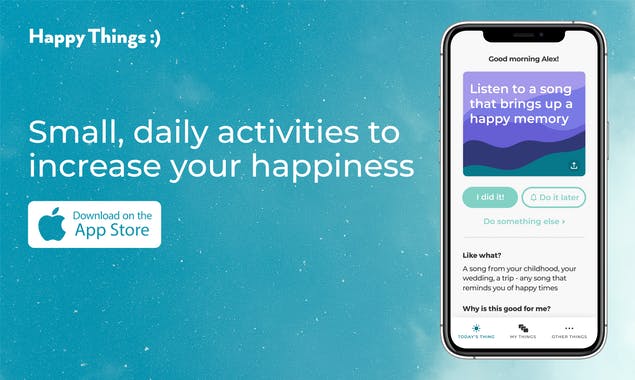 Happy Things :)
Small, daily activities to
increase your happiness
Download on the
App Store
Good morning Alex!
Listen to a song
that brings up a
happy memory
I did it!
Do it later
Do something else ›
Like what?
A song from your childhood, your
wedding, a trip - any song that
reminds you of happy times
Why is this good for me?
TODAY'S THING
MY THINGS
OTHER THINGS